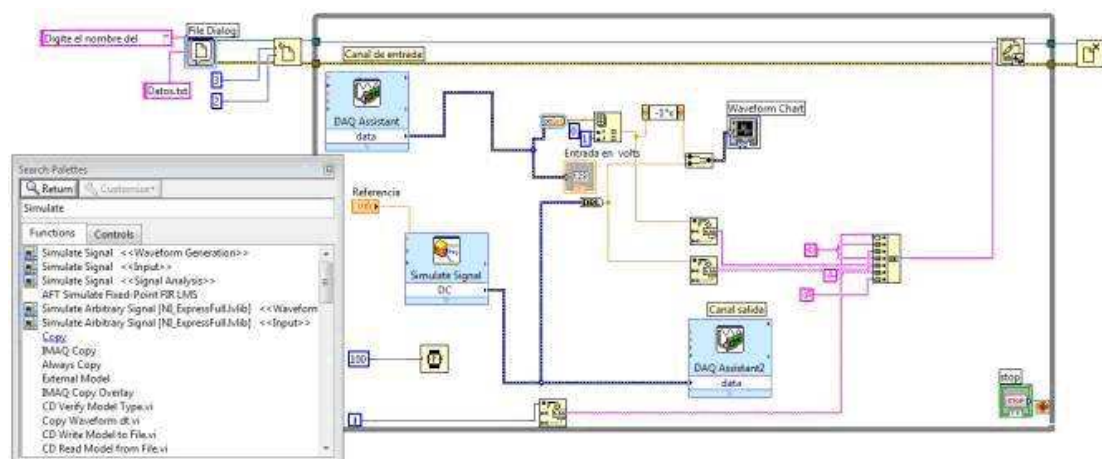 File Dialog
Digite el nombre del
Datos.txt
3
2
Canal de entrada
DAQ Assistant
data
Waveform Chart
Entrada en volts
Referencia
Simulate Signal
DC
100
i
Canal salida
DAQ Assistant2
data
stop
Search Palettes
Return
Customize
Simulate
Functions
Controls
Simulate Signal <<Waveform Generation>>
Simulate Signal <<Input>>
Simulate Signal <<Signal Analysis>>
AFT Simulate Fixed-Point FIR LMS
Simulate Arbitrary Signal [NI_ExpressFull.lvlib] <<Waveform
Simulate Arbitrary Signal [NI_ExpressFull.lvlib] <<Input>>
Copy
IMAQ Copy
Always Copy
External Model
IMAQ Copy Overlay
CD Verify Model Type.vi
Copy Waveform dt.vi
CD Write Model to File.vi
CD Read Model from File.vi